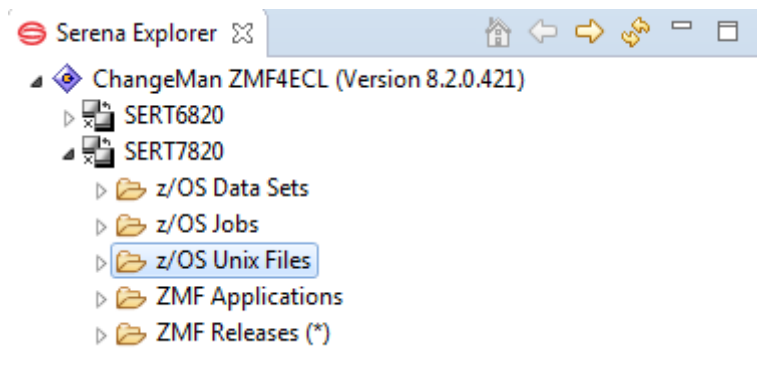 Serena Explorer
ChangeMan ZMF4ECL (Version 8.2.0.421)
SERT6820
SERT7820
z/OS Data Sets
z/OS Jobs
z/OS Unix Files
ZMF Applications
ZMF Releases (*)